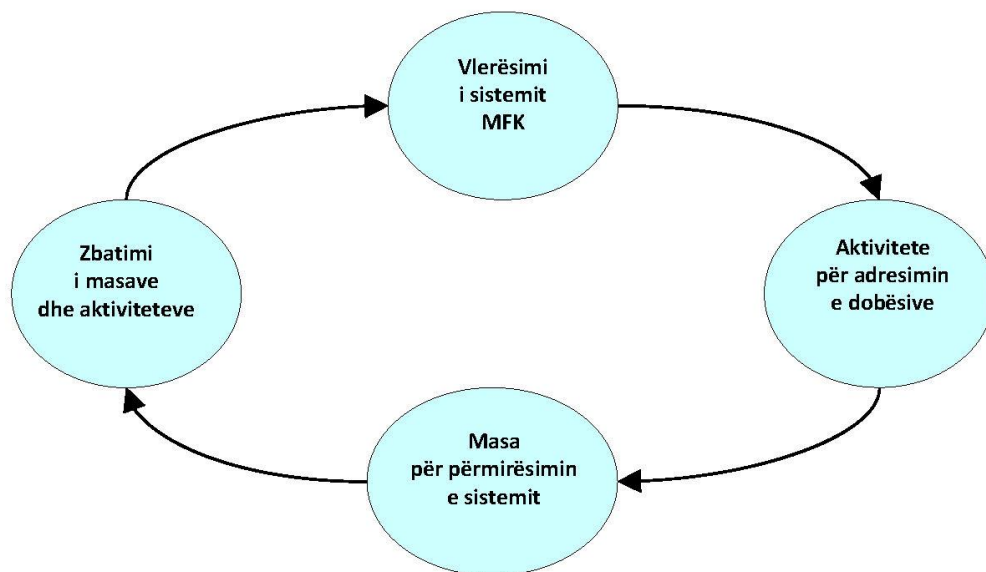 Vlerësimi
i sistemit
MFK
Aktivitete
për adresimin
e dobësive
Masa
për përmirësimin
e sistemit
Zbatimi
i masave
dhe aktiviteteve